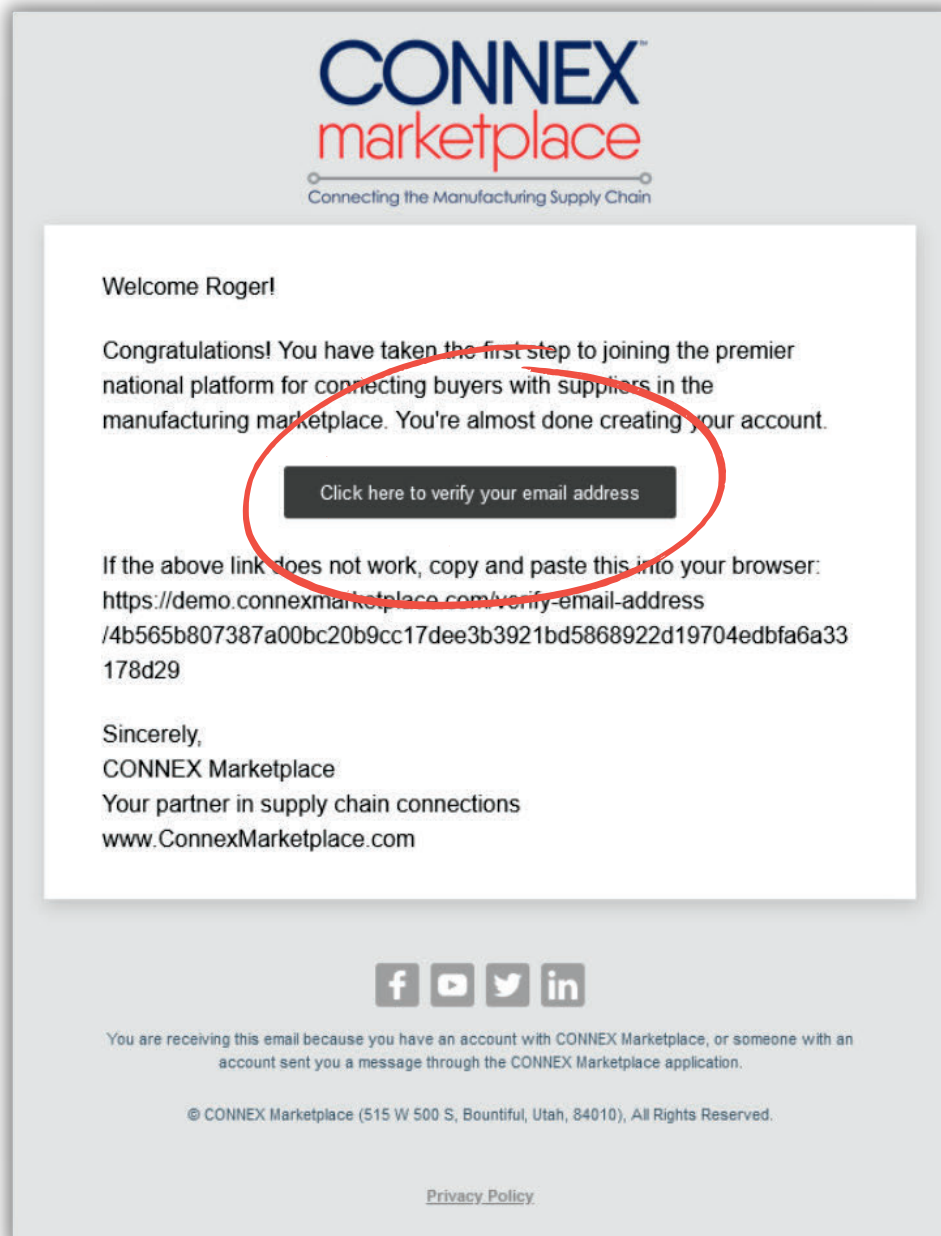 CONNEX™
marketplace
Connecting the Manufacturing Supply Chain
Welcome Roger!
Congratulations! You have taken the first step to joining the premier
national platform for connecting buyers with suppliers in the
manufacturing marketplace. You're almost done creating your account.
Click here to verify your email address
If the above link does not work, copy and paste this into your browser:
https://demo.connexmarketplace.com/verify-email-address
/4b565b807387a00bc20b9cc17dee3b3921bd5868922d19704edbfa6a33
178d29
Sincerely,
CONNEX Marketplace
Your partner in supply chain connections
www.ConnexMarketplace.com
f in
You are receiving this email because you have an account with CONNEX Marketplace, or someone with an
account sent you a message through the CONNEX Marketplace application.
© CONNEX Marketplace (515 W 500 S, Bountiful, Utah, 84010), All Rights Reserved.
Privacy Policy